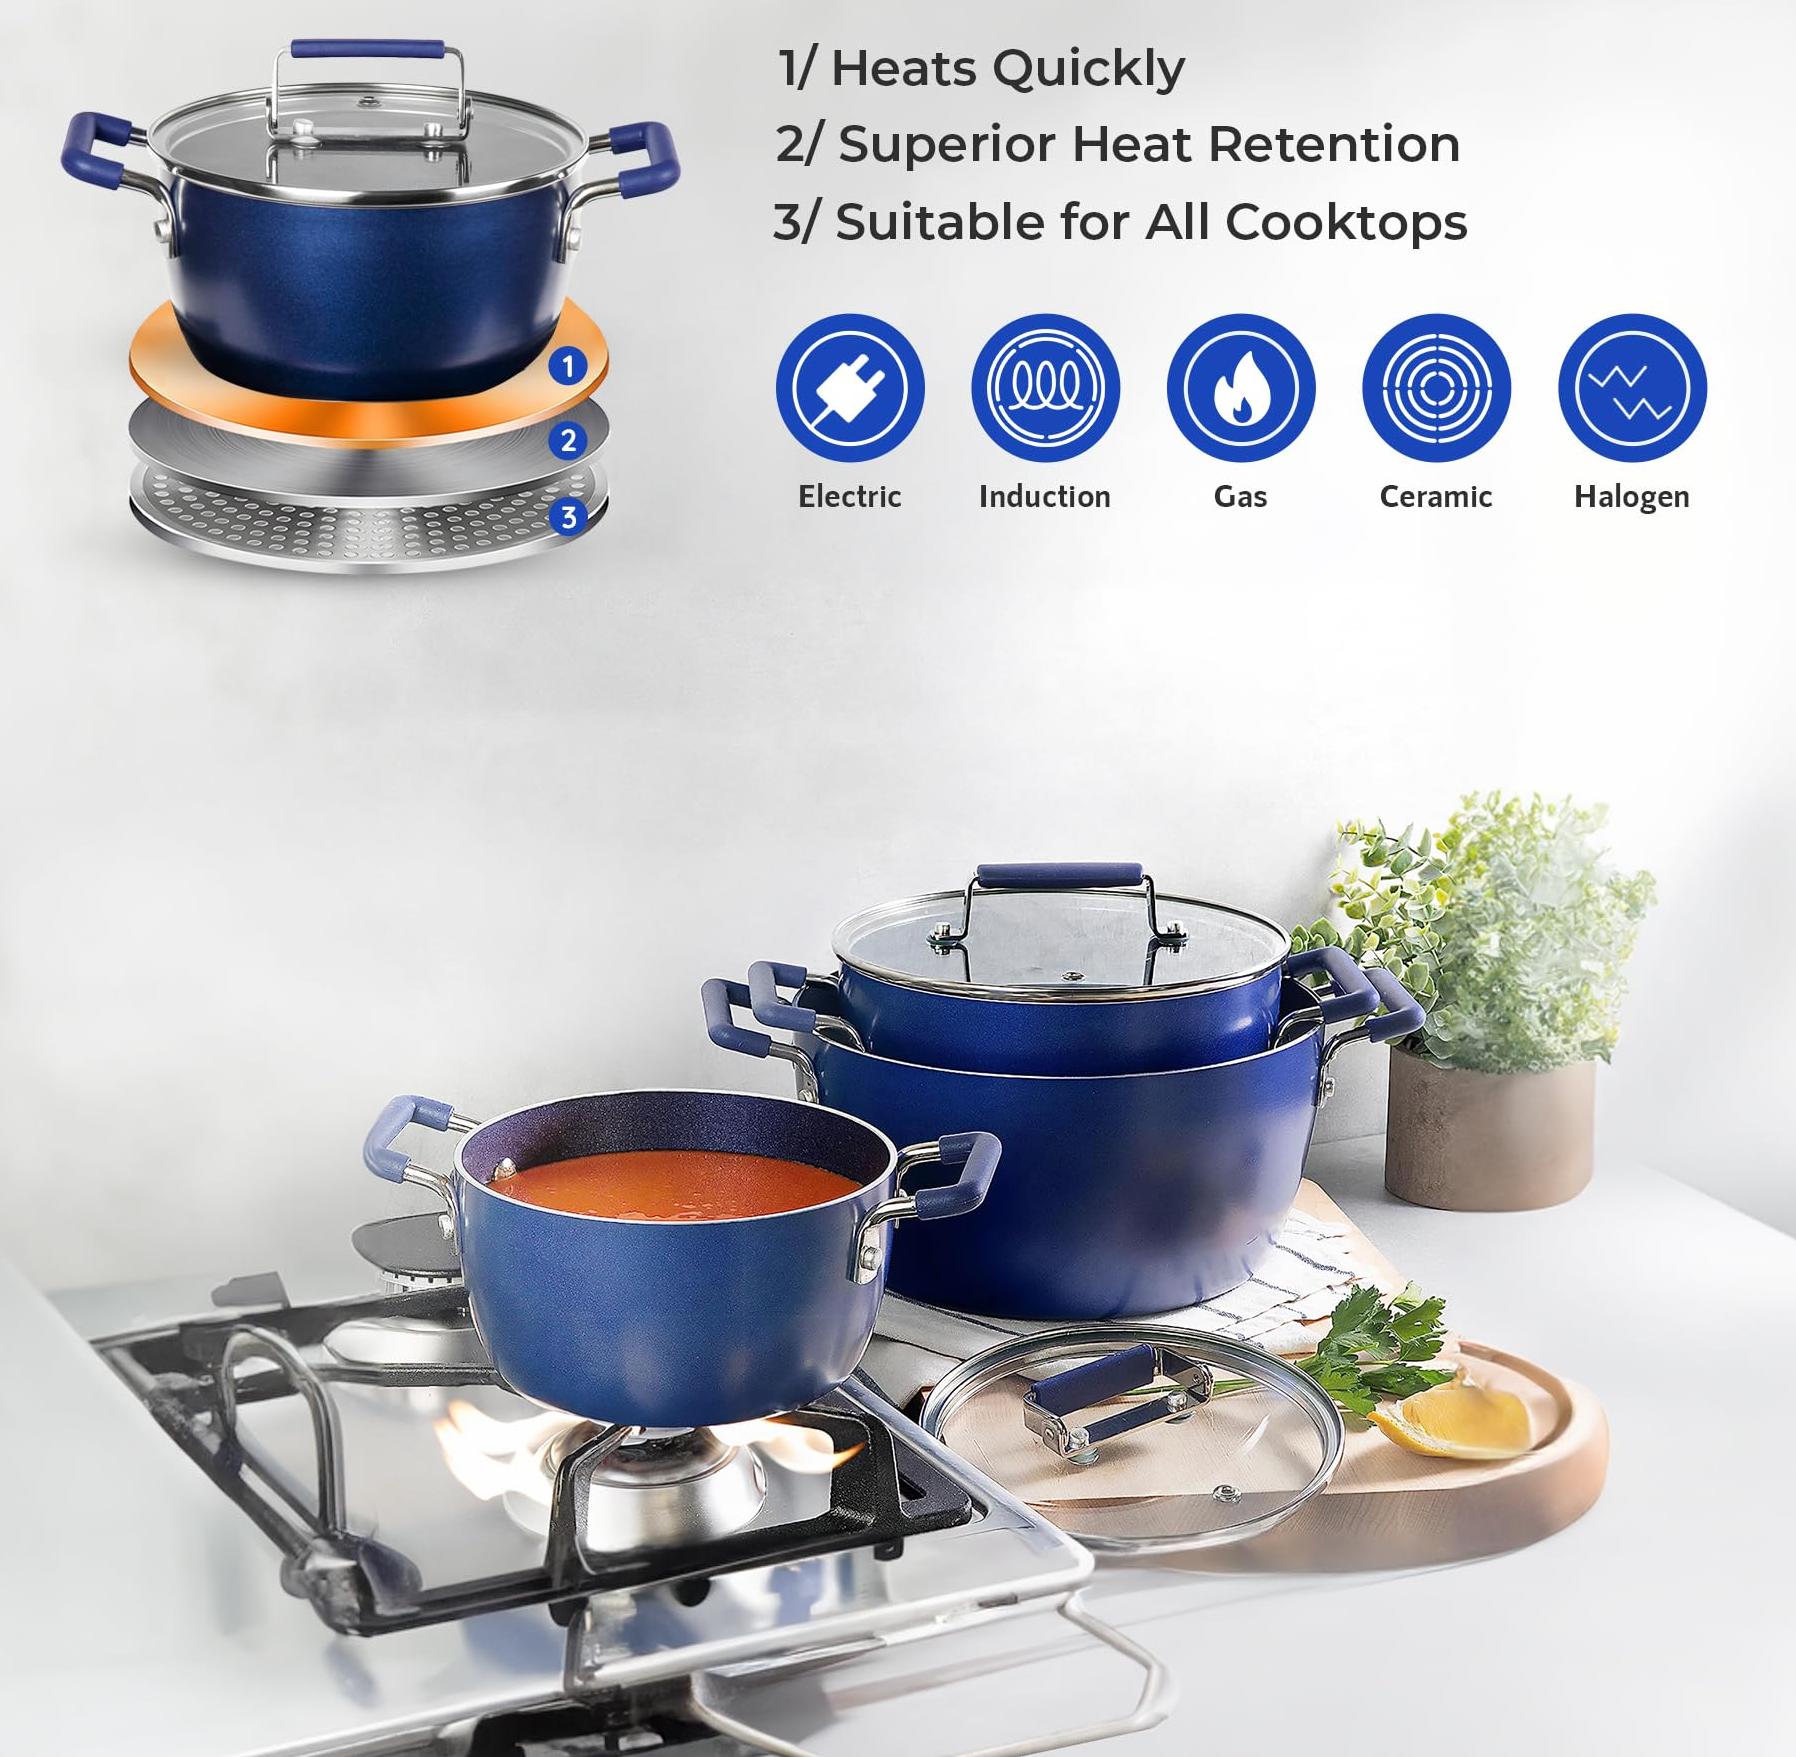 1/ Heats Quickly
2/ Superior Heat Retention
3/ Suitable for All Cooktops
1
2
3
Electric
Induction
Gas
Ceramic
Halogen